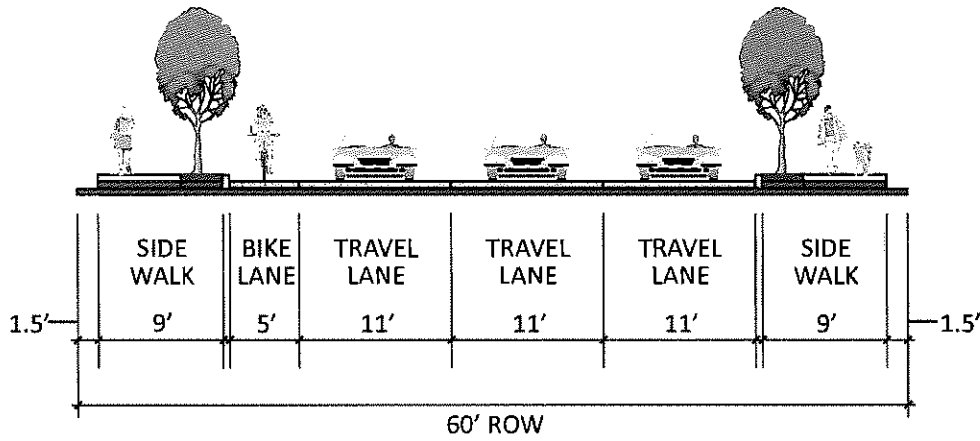 SIDE WALK
BIKE LANE
TRAVEL LANE
TRAVEL LANE
TRAVEL LANE
SIDE WALK
1.5' 9' 5' 11' 11' 11' 9' 1.5'
60' ROW